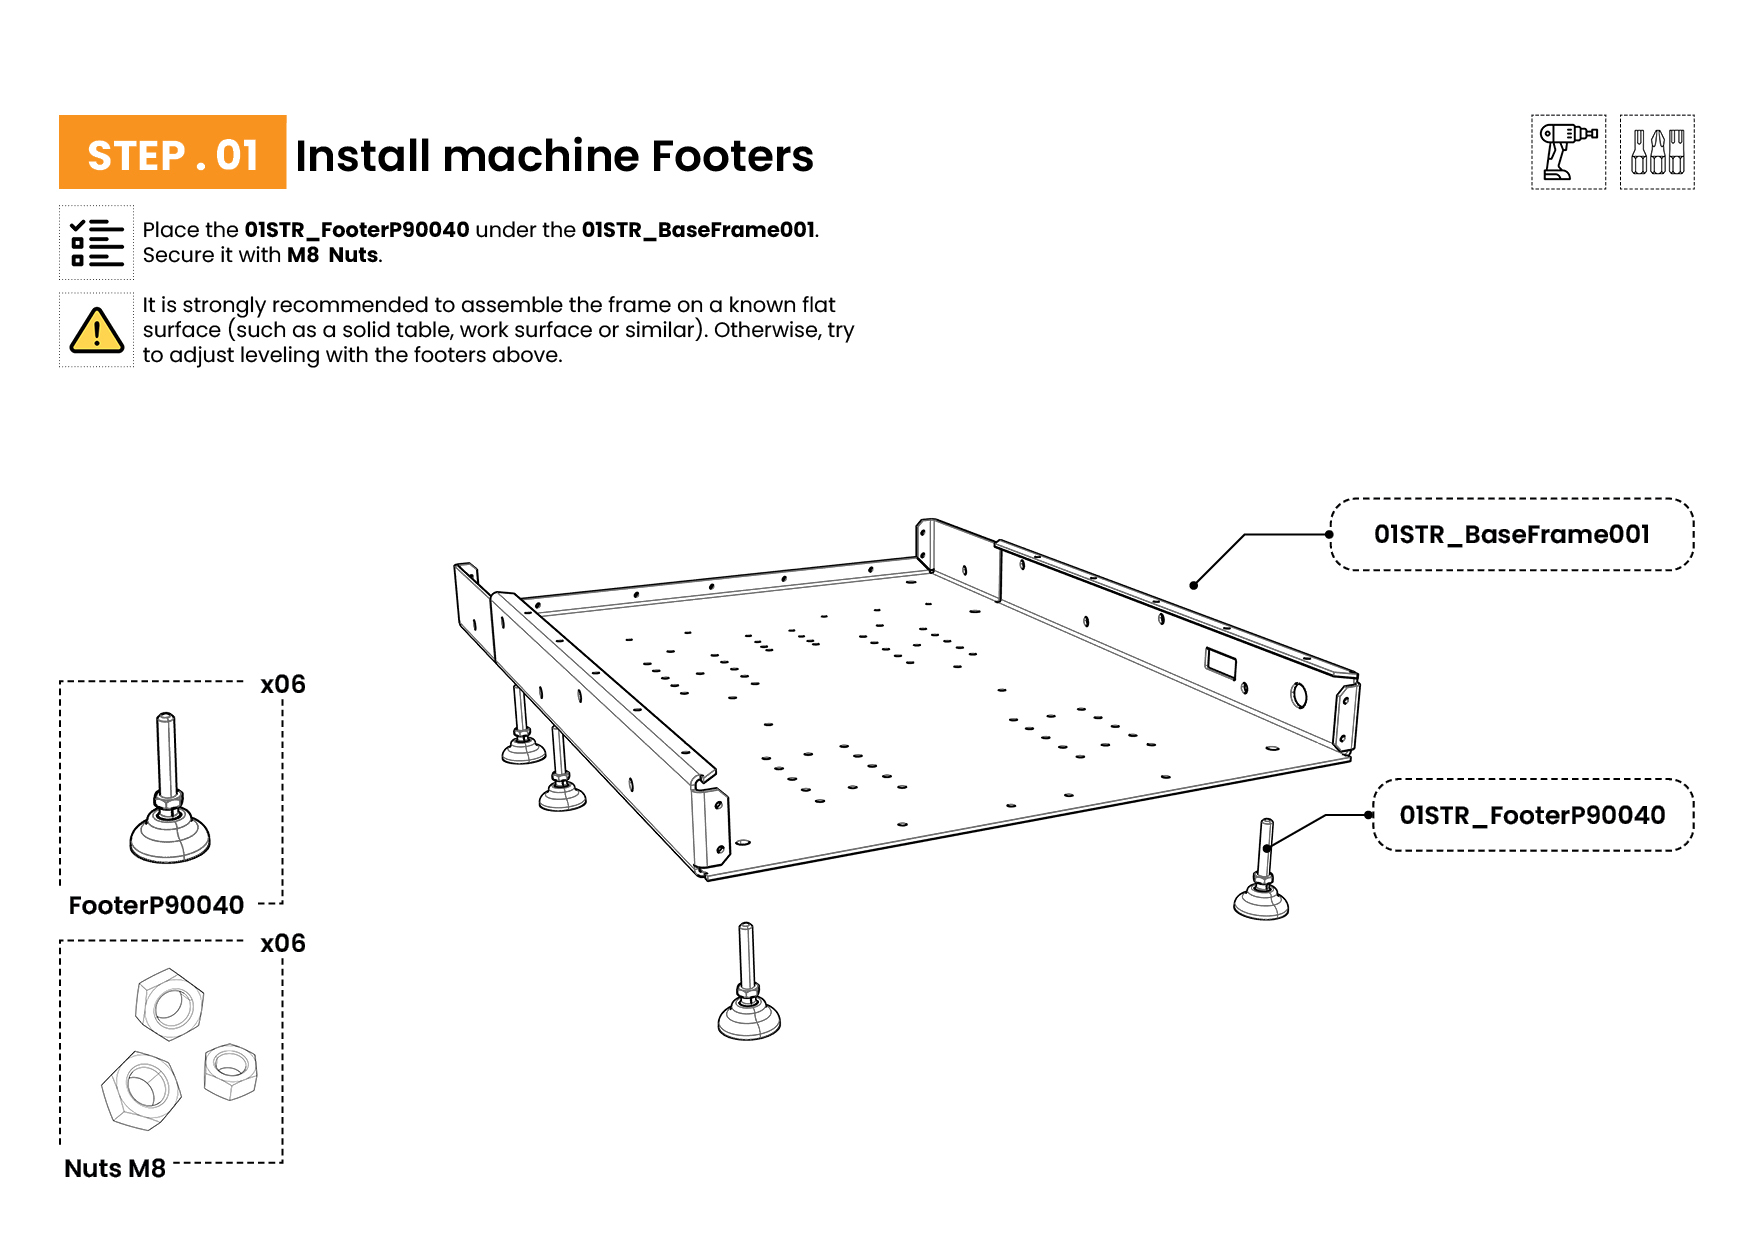 STEP . 01 Install machine Footers
Place the 01STR_FooterP90040 under the 01STR_BaseFrame001.
Secure it with M8 Nuts.
It is strongly recommended to assemble the frame on a known flat
surface (such as a solid table, work surface or similar). Otherwise, try
to adjust leveling with the footers above.
01STR_BaseFrame001
x06
01STR_FooterP90040
FooterP90040
x06
Nuts M8